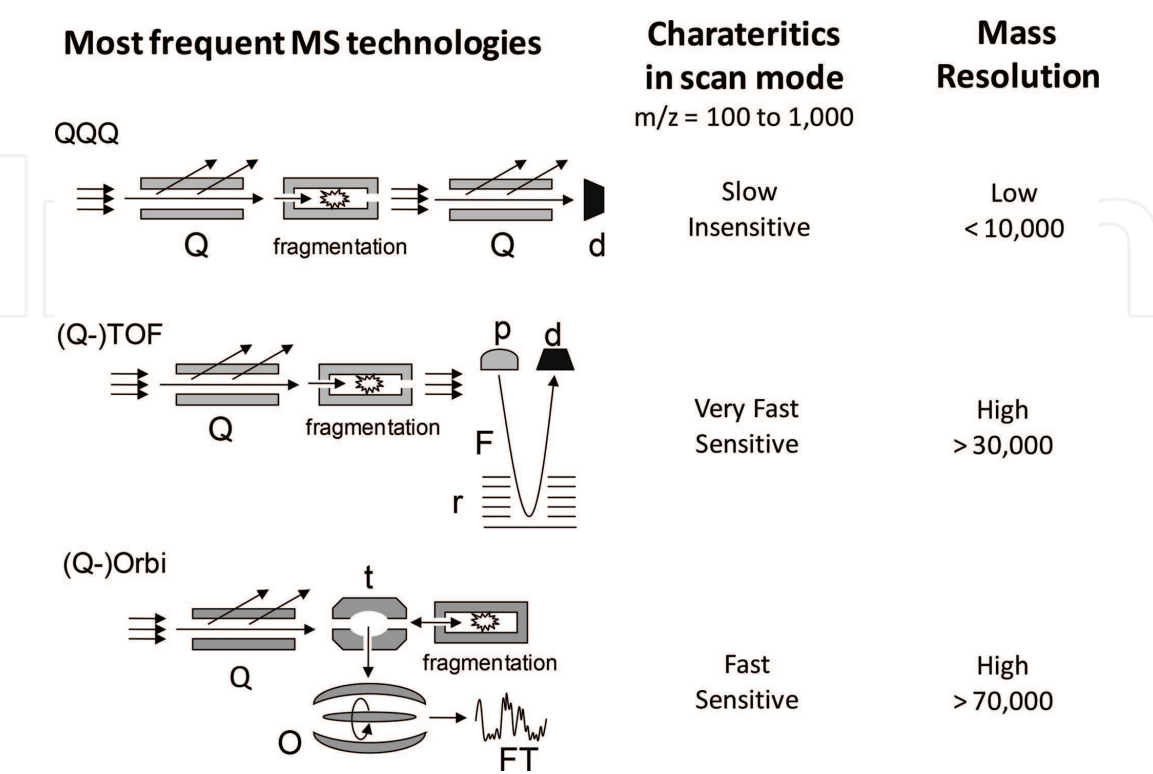 Most frequent MS technologies
Charateritics
in scan mode
m/z = 100 to 1,000
Mass
Resolution
QQQ
Q
fragmentation
Q
d
Slow
Insensitive
Low
< 10,000
(Q-)TOF
Q
fragmentation
p
d
F
r
Very Fast
Sensitive
High
> 30,000
(Q-)Orbi
Q
t
fragmentation
O
FT
Fast
Sensitive
High
> 70,000